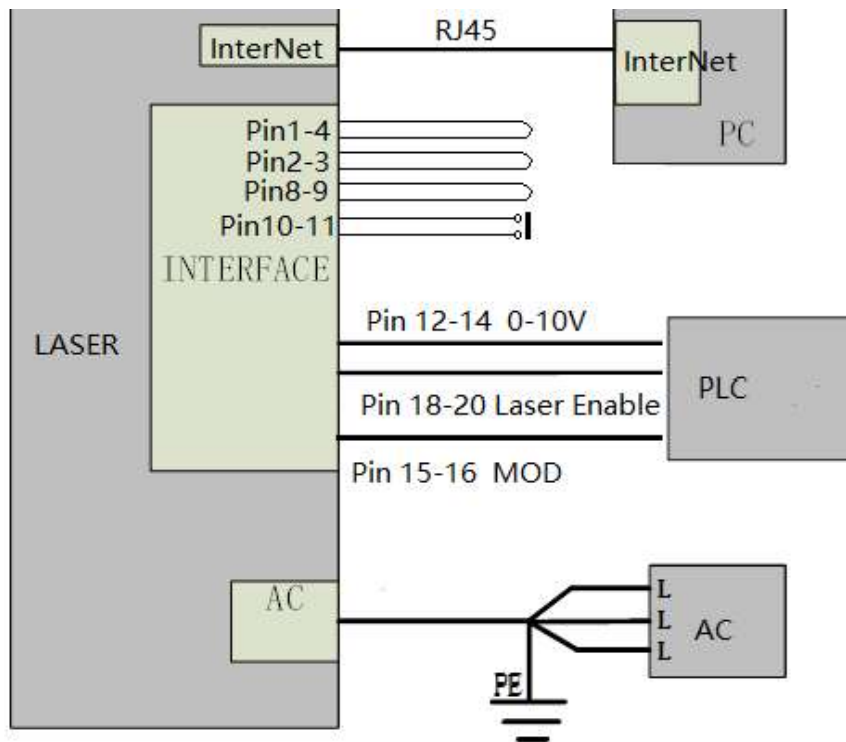 RJ45
InterNet
InterNet
PC
Pin1-4
Pin2-3
Pin8-9
Pin10-11
INTERFACE
Pin 12-14 0-10V
LASER
PLC
Pin 18-20 Laser Enable
Pin 15-16 MOD
AC
L
L
AC
L
PE